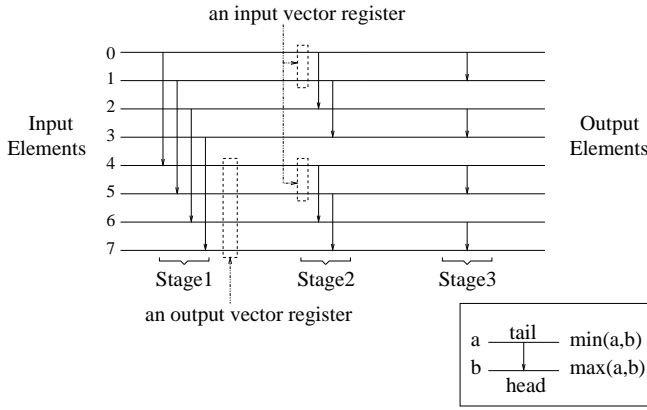 an input vector register
0
1
2
3
4
5
6
7
Input
Elements
Output
Elements
Stage1
Stage2
Stage3
an output vector register
a
tail
min(a,b)
b
head
max(a,b)